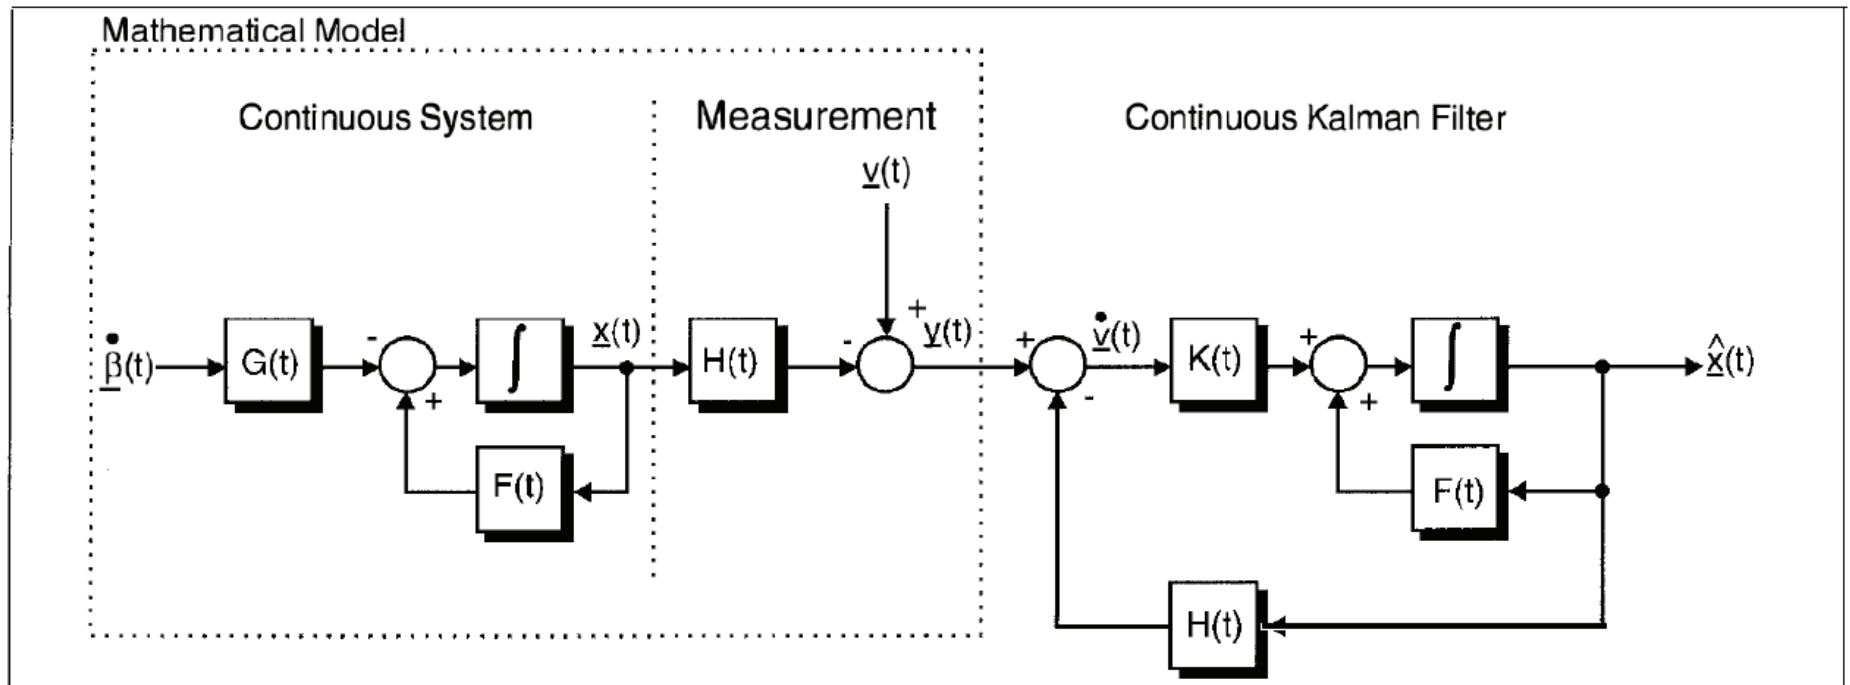 Mathematical Model
Continuous System
Measurement
Continuous Kalman Filter
v(t)
β̇(t)
G(t)
-
+
∫
x(t)
H(t)
-
+
y(t)
+
-
v̇(t)
K(t)
+
+
∫
x̂(t)
F(t)
F(t)
H(t)